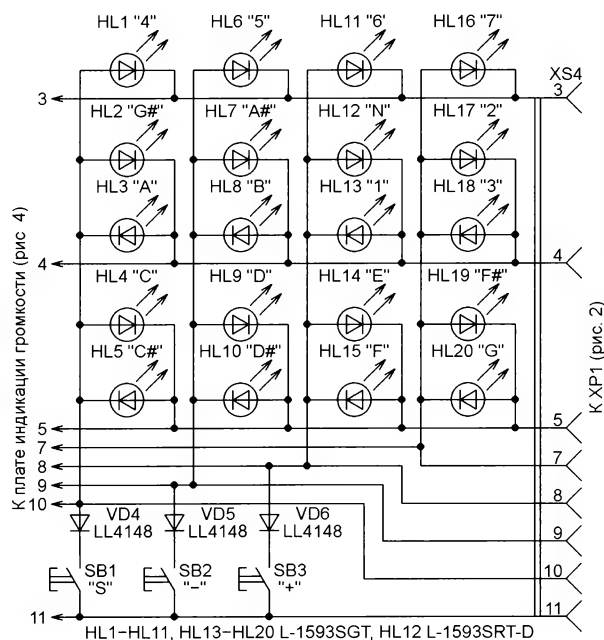 HL1 "4" HL6 "5" HL11 "6' HL16 "7"
XS4
3 3
HL2 "G#" HL7 "A#" HL12 "N" HL17 "2"
HL3 "A" HL8 "B" HL13 "1" HL18 "3"
4 4
HL4 "C" HL9 "D" HL14 "E" HL19 "F#"
HL5 "C#" HL10 "D#" HL15 "F" HL20 "G"
5 5
7 7
8 8
9 9
10 10
VD4 VD5 VD6
LL4148 LL4148 LL4148
SB1 SB2 SB3
"S" "−" "+"
11 11
HL1−HL11, HL13−HL20 L-1593SGT, HL12 L-1593SRT-D
К плате индикации громкости (рис 4)
К XP1 (рис. 2)